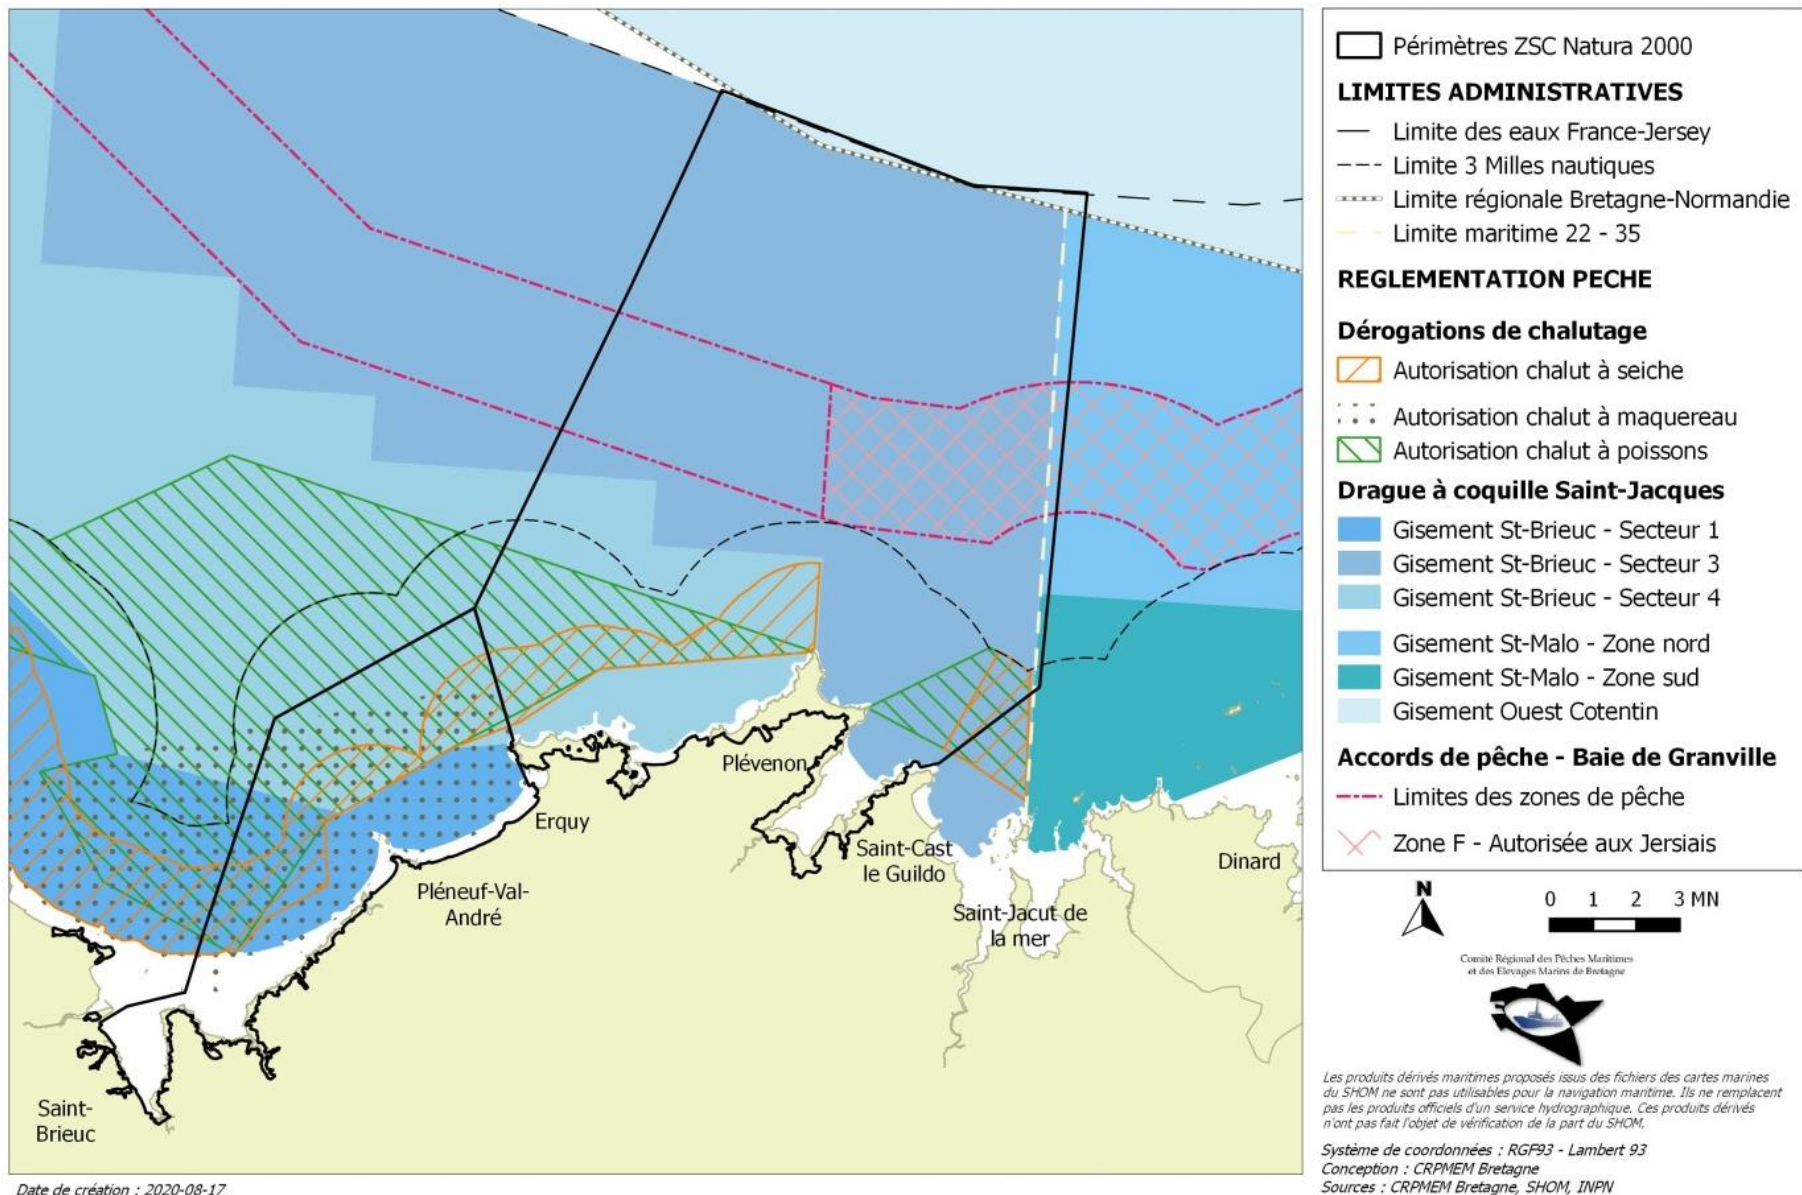 Plévenon
Erquy
Saint-Cast
le Guildo
Dinard
Pléneuf-Val-
André
Saint-Jacut de
la mer
Saint-
Brieuc
Date de création : 2020-08-17
Périmètres ZSC Natura 2000
LIMITES ADMINISTRATIVES
Limite des eaux France-Jersey
Limite 3 Milles nautiques
Limite régionale Bretagne-Normandie
Limite maritime 22 - 35
REGLEMENTATION PECHE
Dérogations de chalutage
Autorisation chalut à seiche
Autorisation chalut à maquereau
Autorisation chalut à poissons
Drague à coquille Saint-Jacques
Gisement St-Brieuc - Secteur 1
Gisement St-Brieuc - Secteur 3
Gisement St-Brieuc - Secteur 4
Gisement St-Malo - Zone nord
Gisement St-Malo - Zone sud
Gisement Ouest Cotentin
Accords de pêche - Baie de Granville
Limites des zones de pêche
Zone F - Autorisée aux Jersiais
N
0 1 2 3 MN
Comité Régional des Pêches Maritimes
et des Elevages Marins de Bretagne
Les produits dérivés maritimes proposés issus des fichiers des cartes marines
du SHOM ne sont pas utilisables pour la navigation maritime. Ils ne remplacent
pas les produits officiels d'un service hydrographique. Ces produits dérivés
n'ont pas fait l'objet de vérification de la part du SHOM.
Système de coordonnées : RGF93 - Lambert 93
Conception : CRPMEM Bretagne
Sources : CRPMEM Bretagne, SHOM, INPN